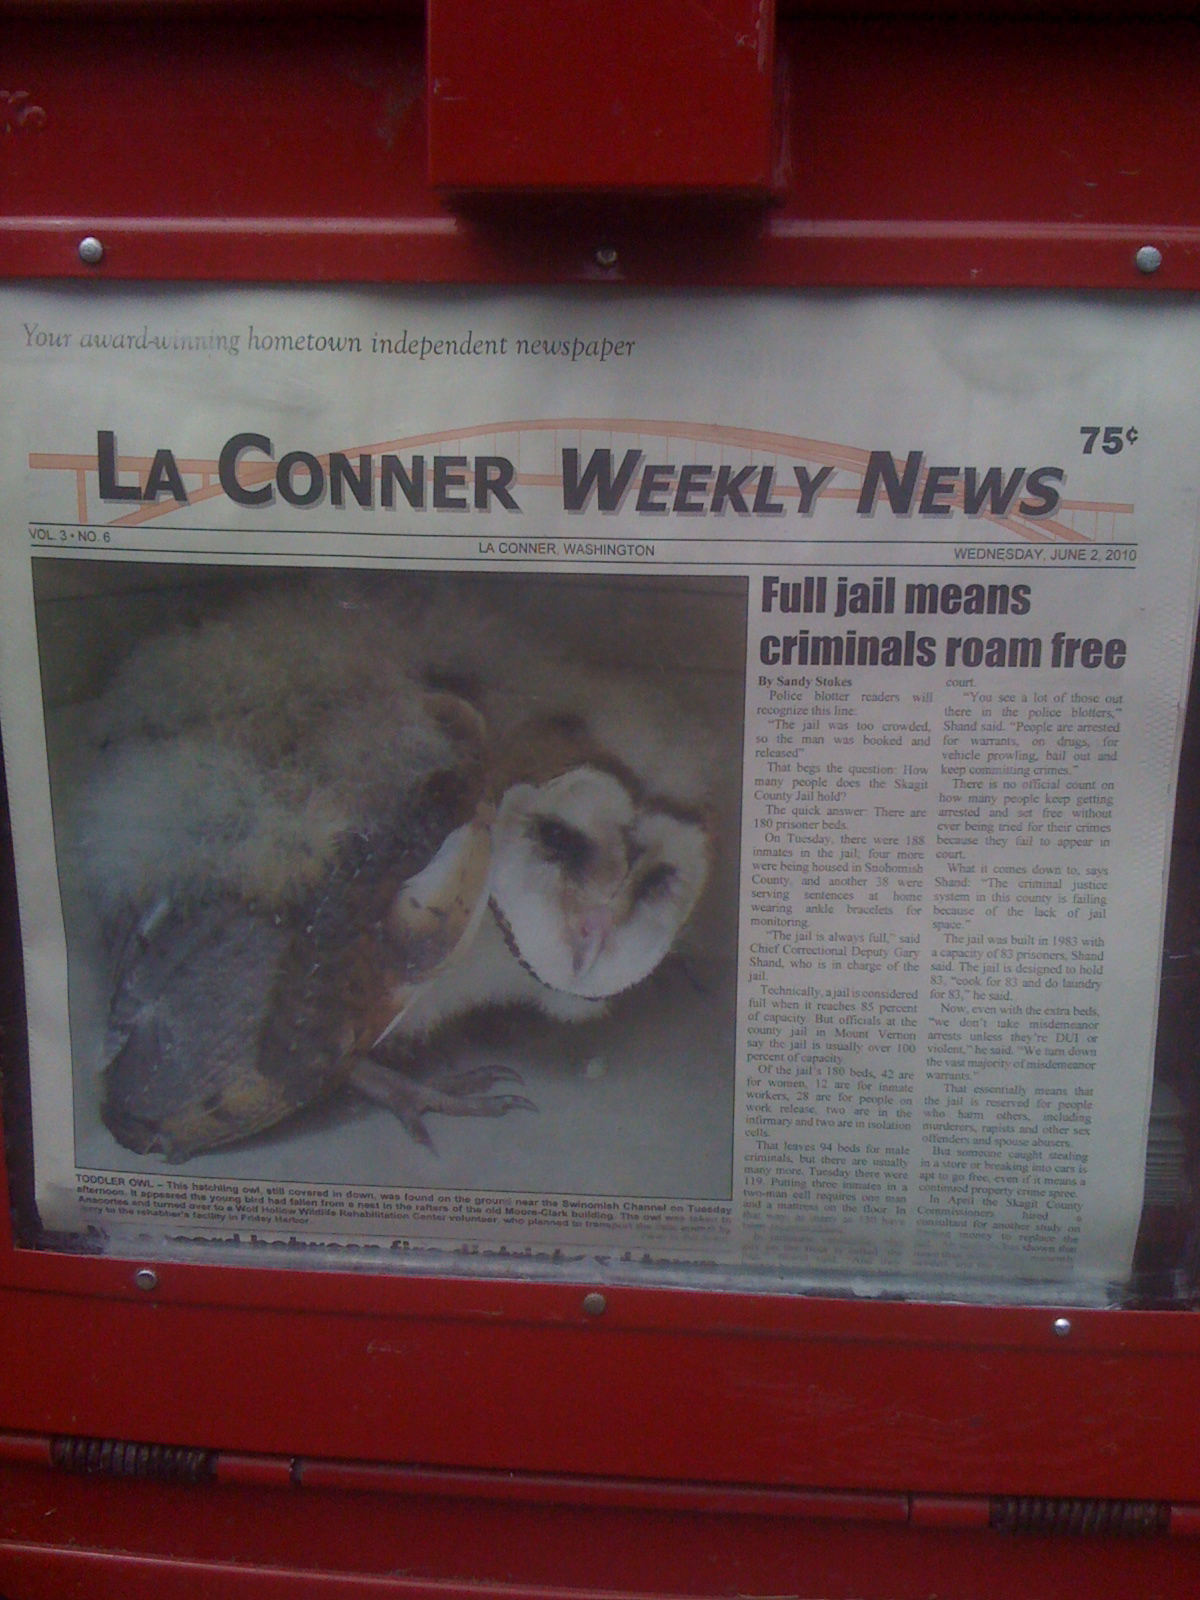 Your award-winning hometown independent newspaper
LA CONNER WEEKLY NEWS
75¢
VOL. 3 • NO. 6
LA CONNER, WASHINGTON
WEDNESDAY, JUNE 2, 2010
Full jail means
criminals roam free
By Sandy Stokes
Police blotter readers will
recognize this line:
"The jail was too crowded,
so the man was booked and
released"
That begs the question: How
many people does the Skagit
County Jail hold?
The quick answer: There are
180 prisoner beds.
On Tuesday, there were 188
inmates in the jail; four more
were being housed in Snohomish
County, and another 38 were
serving sentences at home
wearing ankle bracelets for
monitoring.
"The jail is always full," said
Chief Correctional Deputy Gary
Shand, who is in charge of the
jail.
Technically, a jail is considered
full when it reaches 85 percent
of capacity. But officials at the
county jail in Mount Vernon
say the jail is usually over 100
percent of capacity.
Of the jail's 180 beds, 42 are
for women, 12 are for inmate
workers, 28 are for people on
work release, two are in the
infirmary and two are in isolation
cells.
That leaves 94 beds for male
criminals, but there are usually
many more. Tuesday there were
119. Putting three inmates in a
two-man cell requires one man
and a mattress on the floor. In
court.
"You see a lot of those out
there in the police blotters,"
Shand said. "People are arrested
for warrants, on drugs, for
vehicle prowling, bail out and
keep committing crimes."
There is no official count on
how many people keep getting
arrested and set free without
ever being tried for their crimes
because they fail to appear in
court.
What it comes down to, says
Shand: "The criminal justice
system in this county is failing
because of the lack of jail
space."
The jail was built in 1983 with
a capacity of 83 prisoners, Shand
said. The jail is designed to hold
83, "cook for 83 and do laundry
for 83," he said.
Now, even with the extra beds,
"we don't take misdemeanor
arrests unless they're DUI or
violent," he said. "We turn down
the vast majority of misdemeanor
warrants."
That essentially means that
the jail is reserved for people
who harm others, including
murderers, rapists and other sex
offenders and spouse abusers.
But someone caught stealing
in a store or breaking into cars is
apt to go free, even if it means a
continued property crime spree.
In April the Skagit County
Commissioners hired a
consultant for another study on
money to replace the
shown that
TODDLER OWL – This hatchling owl, still covered in down, was found on the ground near the Swinomish Channel on Tuesday
afternoon. It appeared the young bird had fallen from a nest in the rafters of the old Moore-Clark building. The owl was taken to
Anacortes and turned over to a Wolf Hollow Wildlife Rehabilitation Center volunteer, who planned to transport
ferry to the rehabber's facility in Friday Harbor.